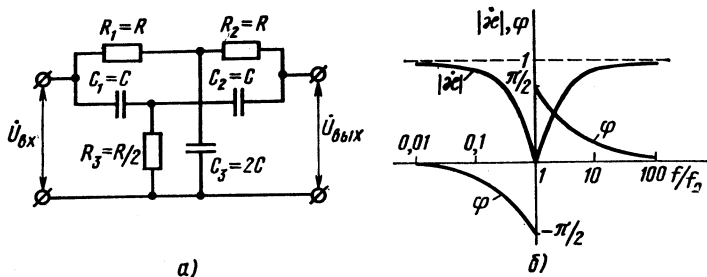 R₁=R
R₂=R
C₁=C
C₂=C
U̇вх
U̇вых
R₃=R/2
C₃=2C
а)
|ϰ̇|,φ
1
π/2
|ϰ̇|
φ
0,01
0,1
1
10
100
f/f₀
φ
-π/2
б)